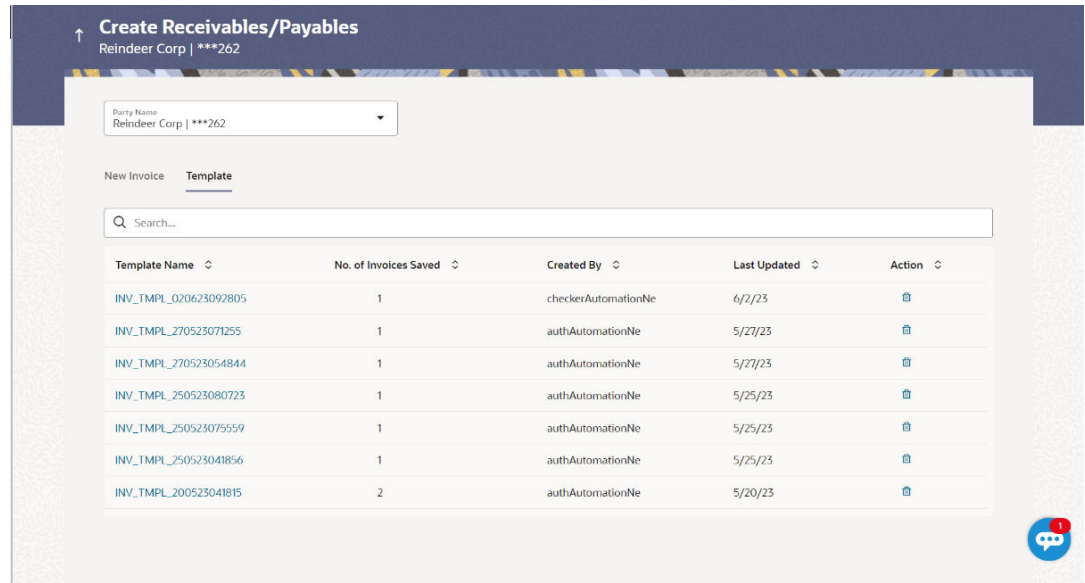 Create Receivables/Payables
Reindeer Corp | ***262
Party Name
Reindeer Corp | ***262
New Invoice Template
Search...
Template Name No. of Invoices Saved Created By Last Updated Action
INV_TMPL_020623092805 1 checkerAutomationNe 6/2/23
INV_TMPL_270523071255 1 authAutomationNe 5/27/23
INV_TMPL_270523054844 1 authAutomationNe 5/27/23
INV_TMPL_250523080723 1 authAutomationNe 5/25/23
INV_TMPL_250523075559 1 authAutomationNe 5/25/23
INV_TMPL_250523041856 1 authAutomationNe 5/25/23
INV_TMPL_200523041815 2 authAutomationNe 5/20/23
1